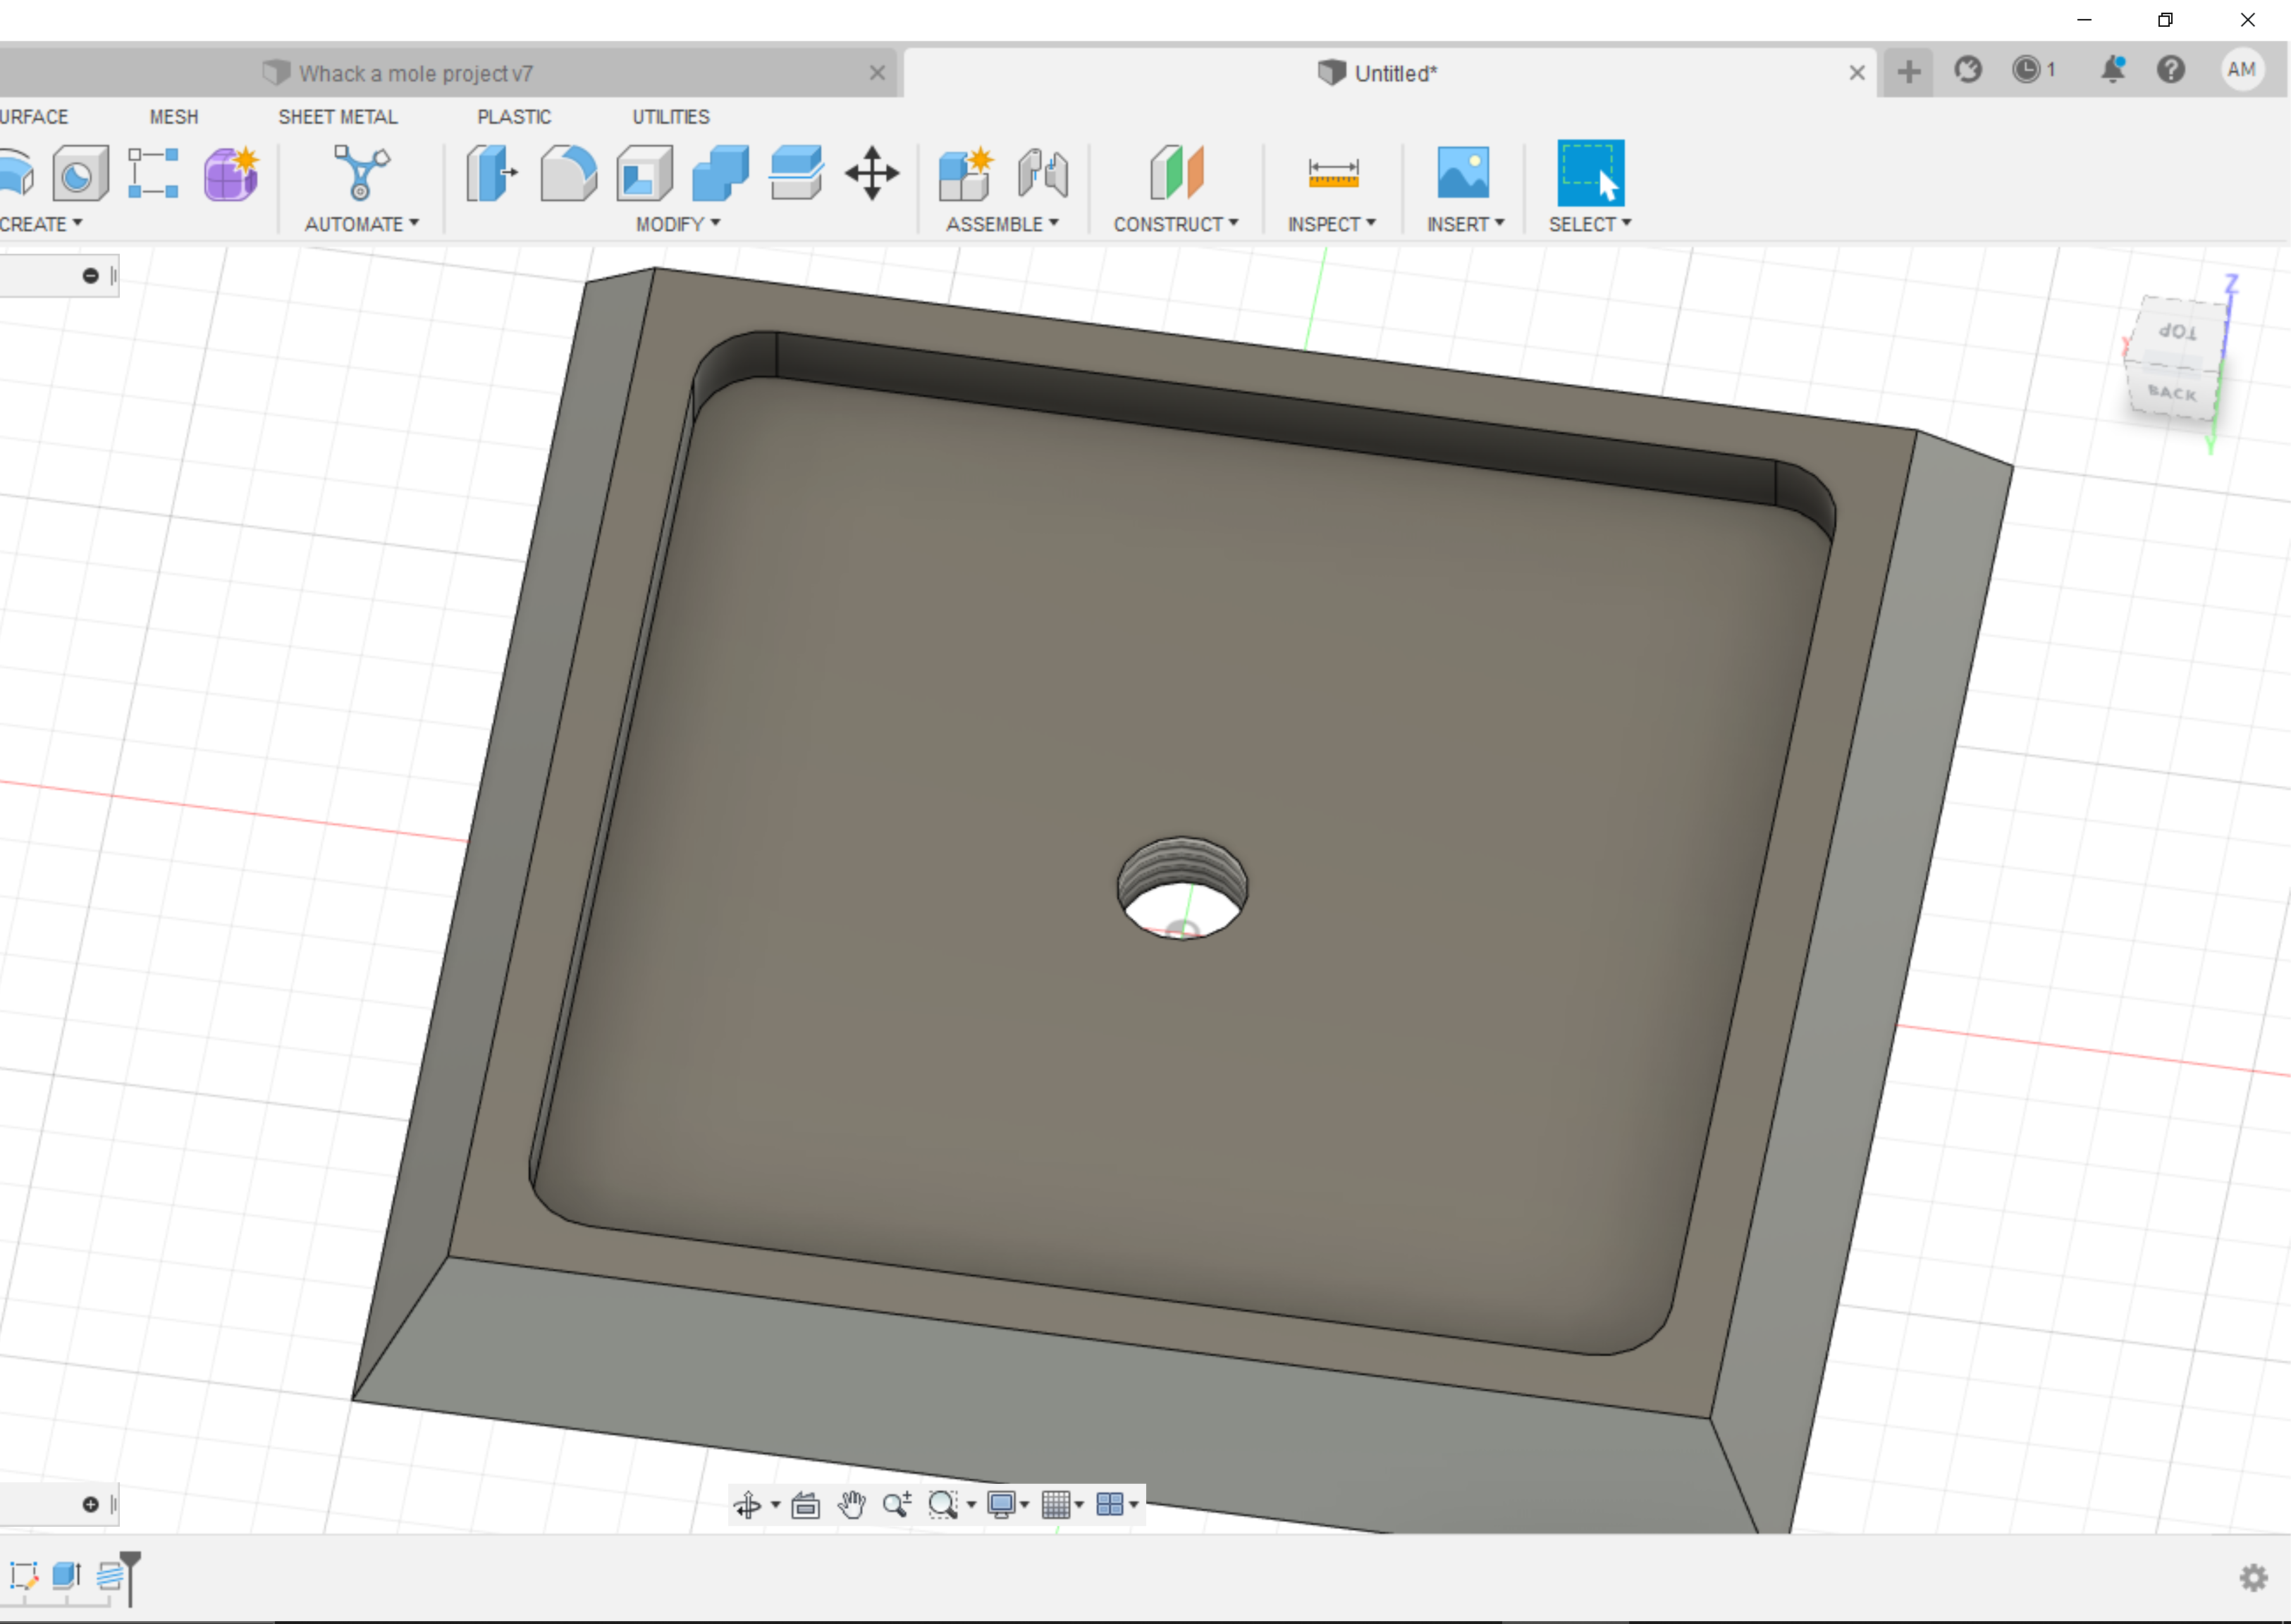 Whack a mole project v7
Untitled*
1
AM
URFACE
MESH
SHEET METAL
PLASTIC
UTILITIES
CREATE
AUTOMATE
MODIFY
ASSEMBLE
CONSTRUCT
INSPECT
INSERT
SELECT
Z
TOP
BACK
Y